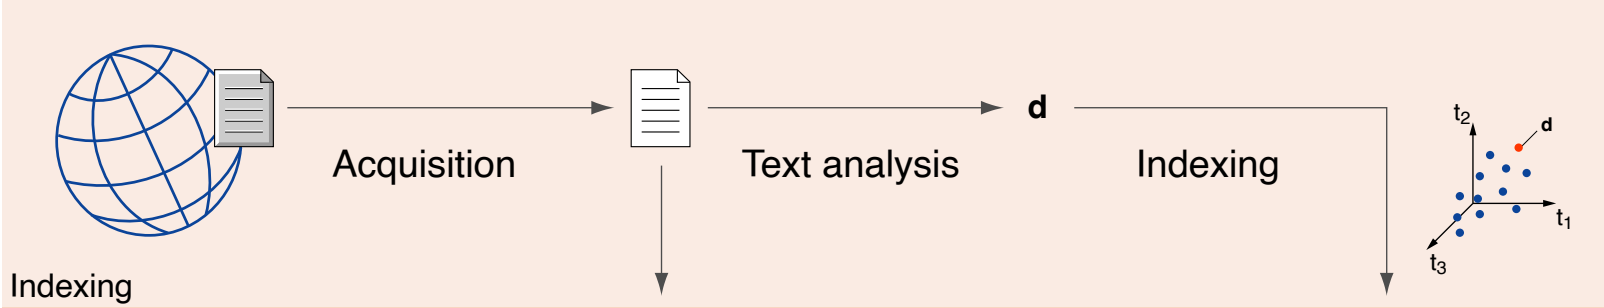 Acquisition
Text analysis
d
Indexing
t2
d
t1
t3
Indexing